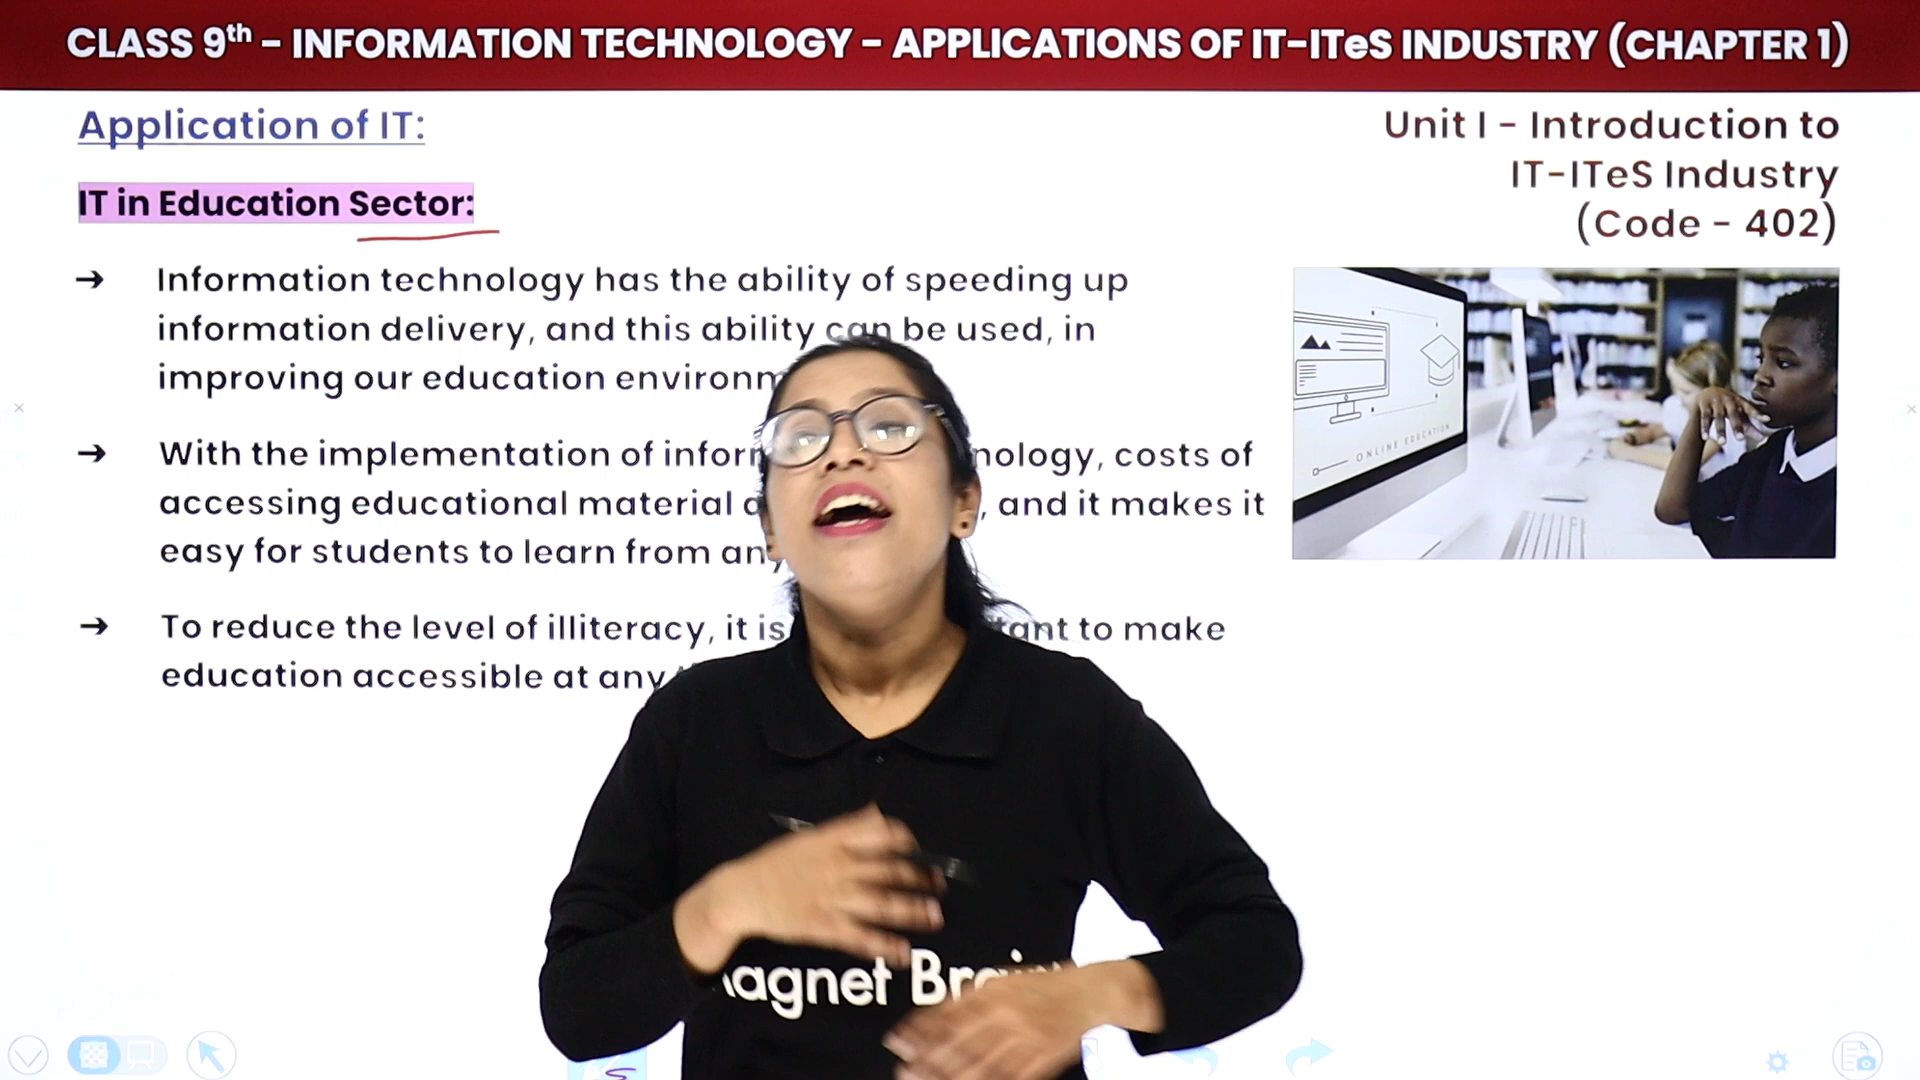 CLASS 9th – INFORMATION TECHNOLOGY – APPLICATIONS OF IT-ITeS INDUSTRY (CHAPTER 1)
Application of IT:
Unit I - Introduction to
IT-ITeS Industry
(Code - 402)
IT in Education Sector:
→ Information technology has the ability of speeding up
information delivery, and this ability can be used, in
improving our education
→ With the implementation of costs of
accessing educational material , and it makes it
easy for students to learn from
→ To reduce the level of illiteracy, it is to make
education accessible at any
ONLINE EDUCATION
agnet